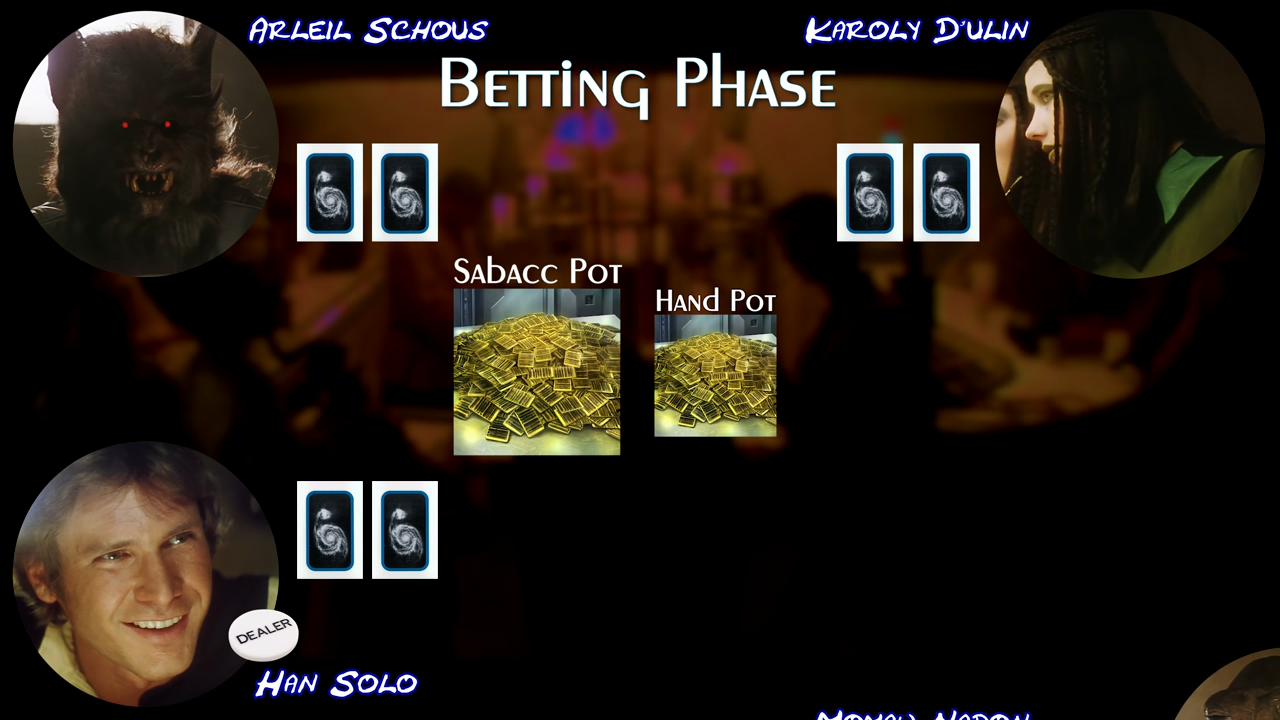 Arleil Schous
Karoly D'ulin
Betting Phase
Sabacc Pot
Hand Pot
DEALER
Han Solo